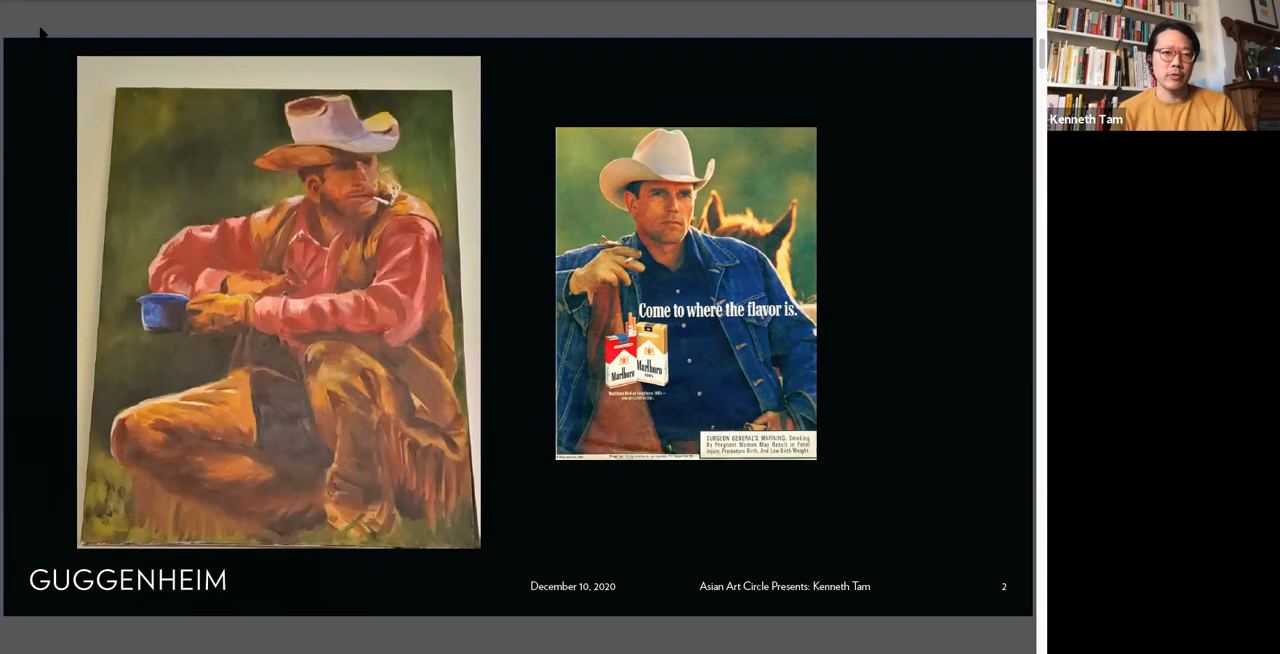 Kenneth Tam
Come to where the flavor is.
Marlboro
Marlboro
SURGEON GENERAL'S WARNING: Smoking
By Pregnant Women May Result in Fetal
Injury, Premature Birth, And Low Birth Weight.
GUGGENHEIM
December 10, 2020
Asian Art Circle Presents: Kenneth Tam
2